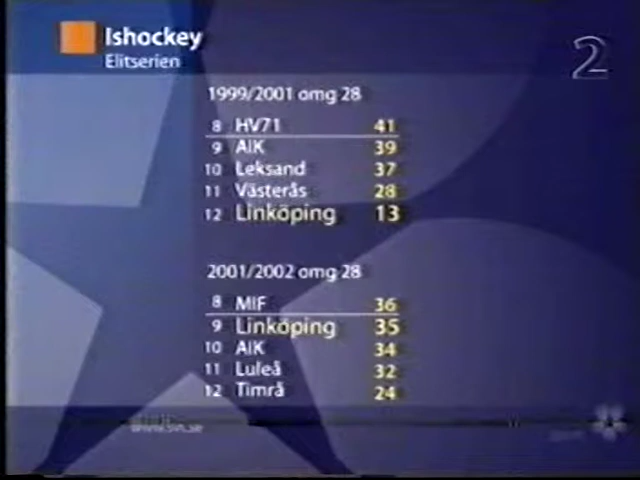 Ishockey
Elitserien
2
1999/2001 omg 28
8 HV71 41
9 AIK 39
10 Leksand 37
11 Västerås 28
12 Linköping 13
2001/2002 omg 28
8 MIF 36
9 Linköping 35
10 AIK 34
11 Luleå 32
12 Timrå 24